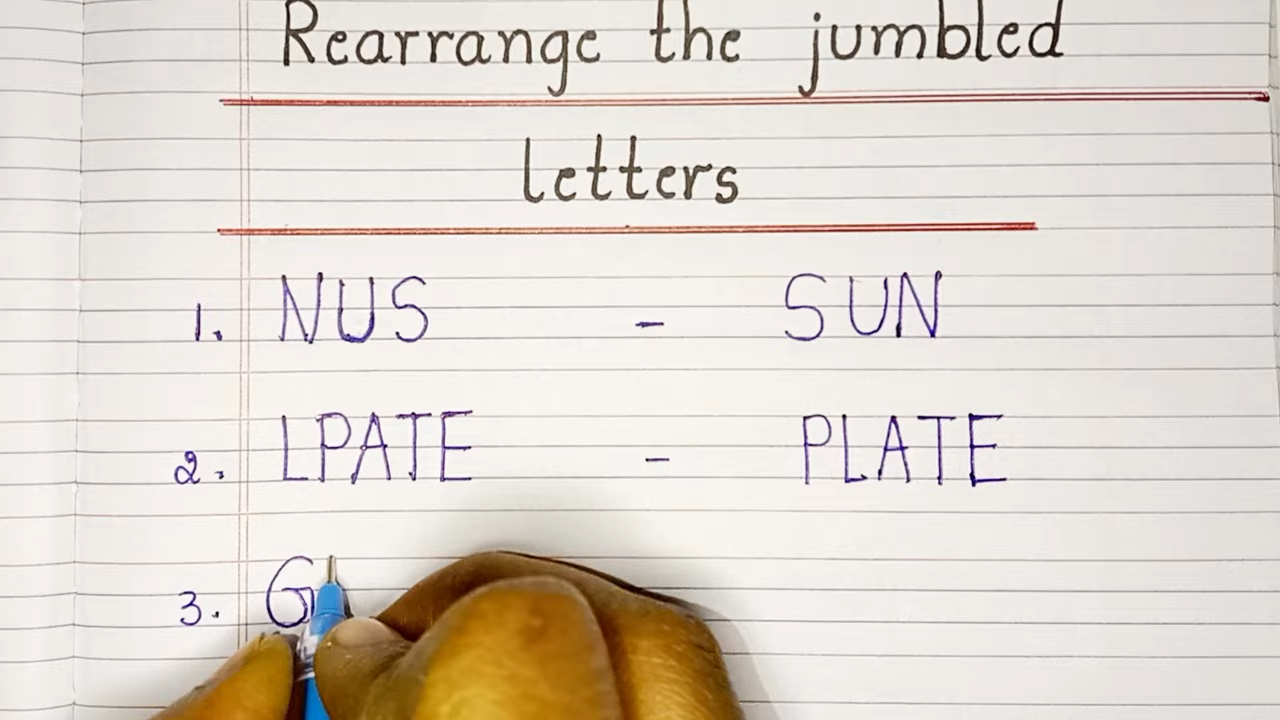 Rearrange the jumbled
letters
1. NUS - SUN
2. LPATE - PLATE
3. G